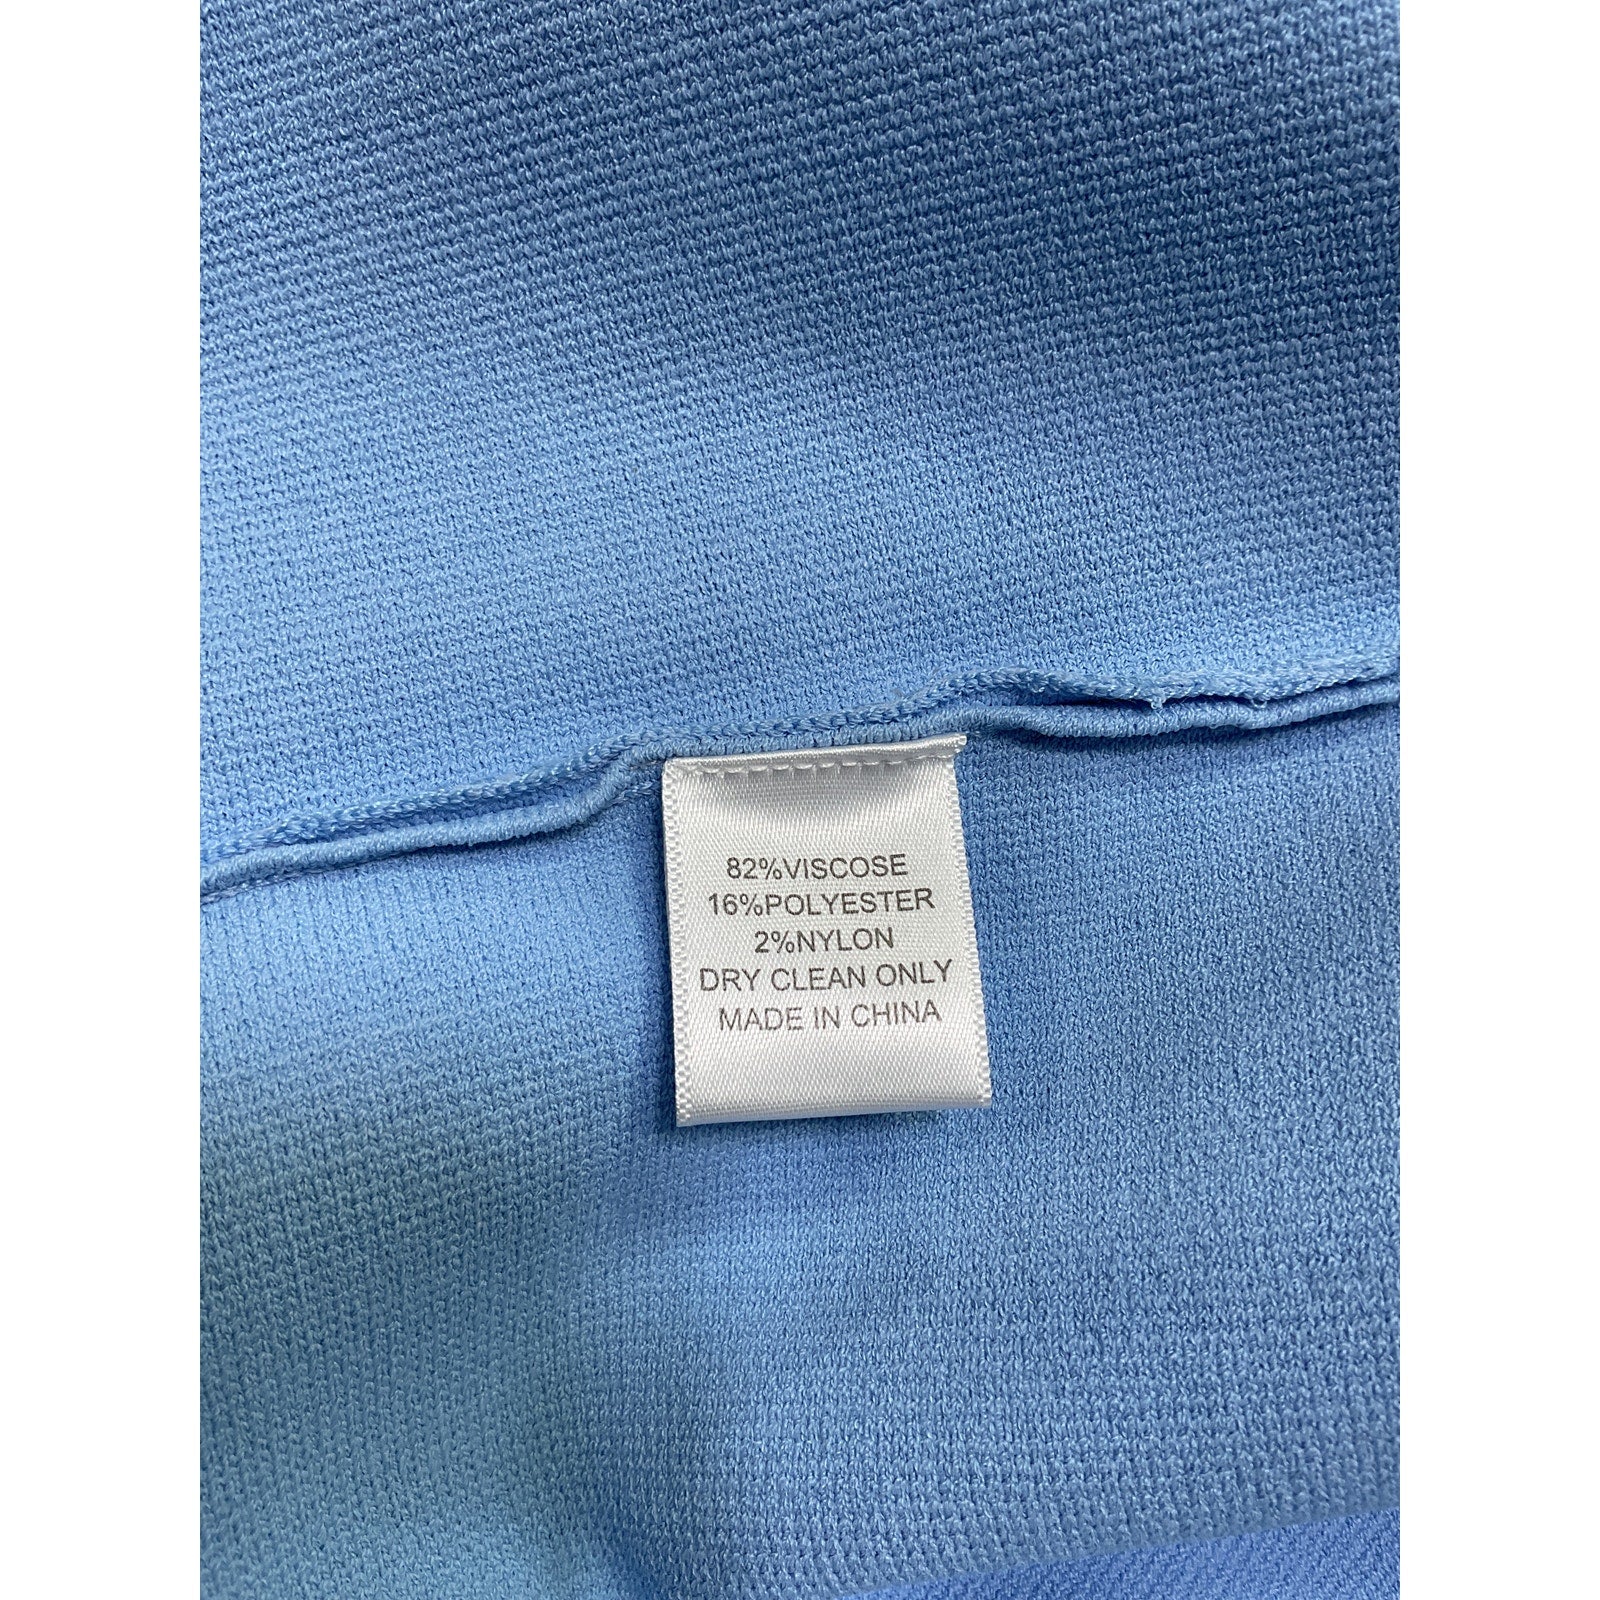 82%VISCOSE
16%POLYESTER
2%NYLON
DRY CLEAN ONLY
MADE IN CHINA